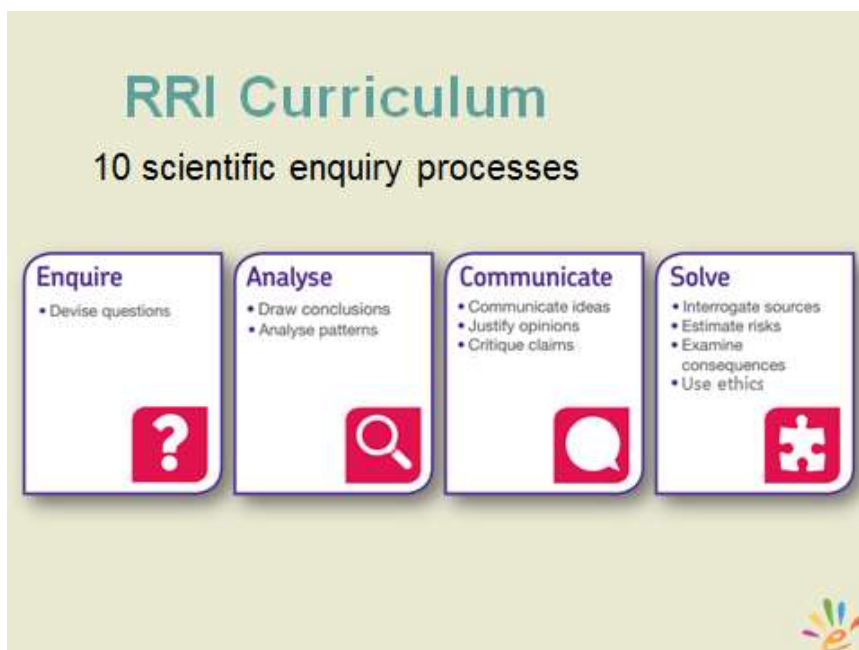 RRI Curriculum
10 scientific enquiry processes
Enquire
• Devise questions
Analyse
• Draw conclusions
• Analyse patterns
Communicate
• Communicate ideas
• Justify opinions
• Critique claims
Solve
• Interrogate sources
• Estimate risks
• Examine
consequences
• Use ethics
?
e